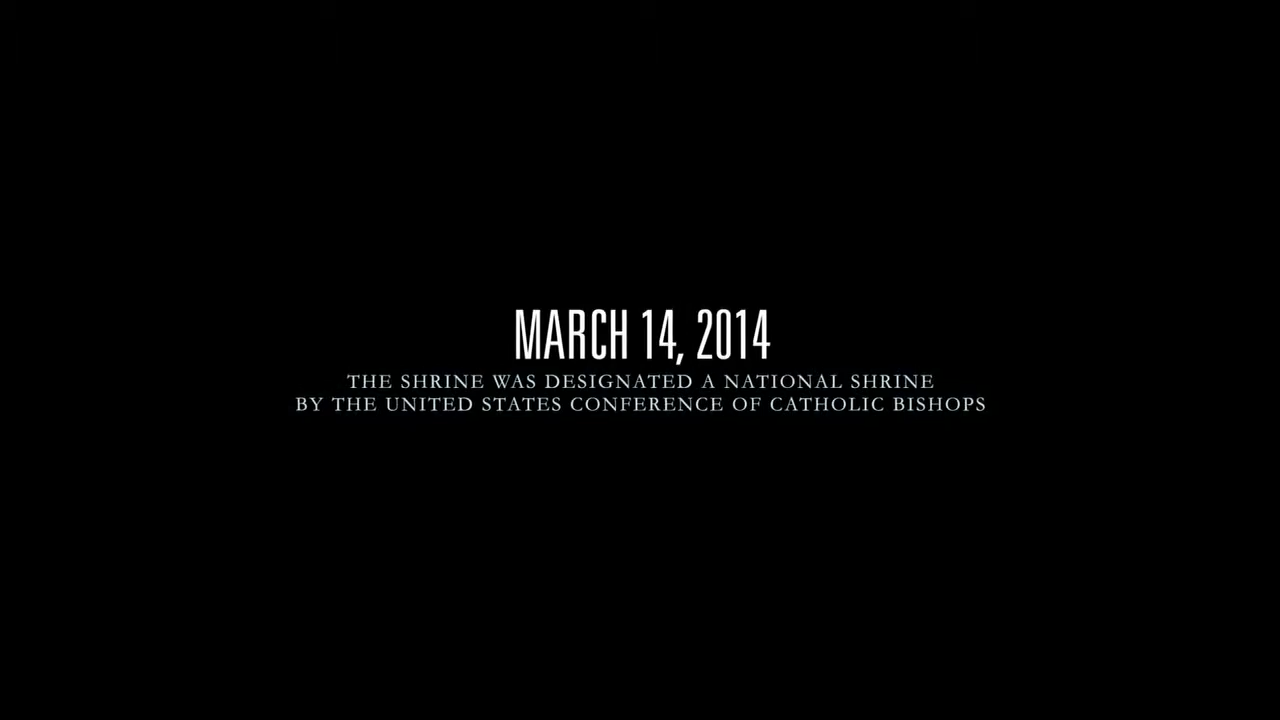 MARCH 14, 2014
THE SHRINE WAS DESIGNATED A NATIONAL SHRINE
BY THE UNITED STATES CONFERENCE OF CATHOLIC BISHOPS